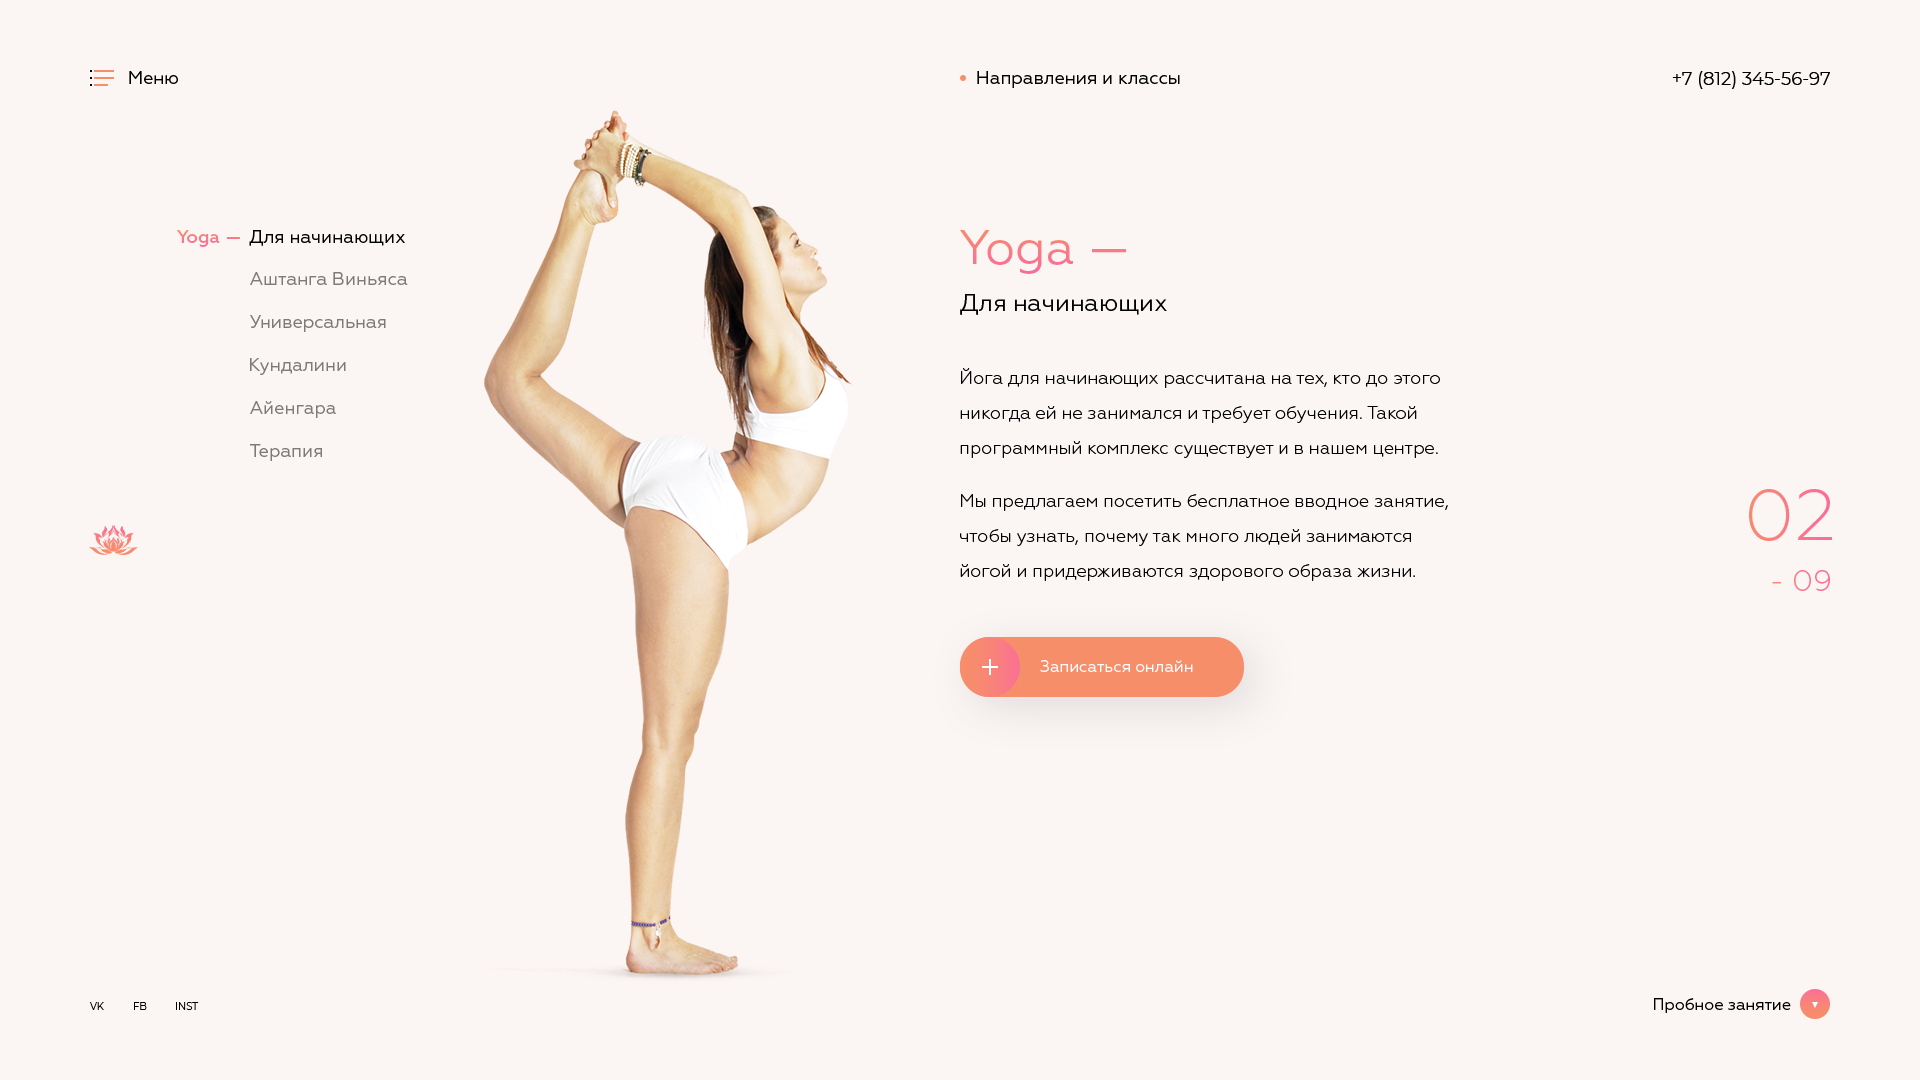 Меню
• Направления и классы
+7 (812) 345-56-97
Yoga — Для начинающих
Аштанга Виньяса
Универсальная
Кундалини
Айенгара
Терапия
Yoga —
Для начинающих
Йога для начинающих рассчитана на тех, кто до этого
никогда ей не занимался и требует обучения. Такой
программный комплекс существует и в нашем центре.
Мы предлагаем посетить бесплатное вводное занятие,
чтобы узнать, почему так много людей занимаются
йогой и придерживаются здорового образа жизни.
+ Записаться онлайн
02
- 09
VK FB INST
Пробное занятие